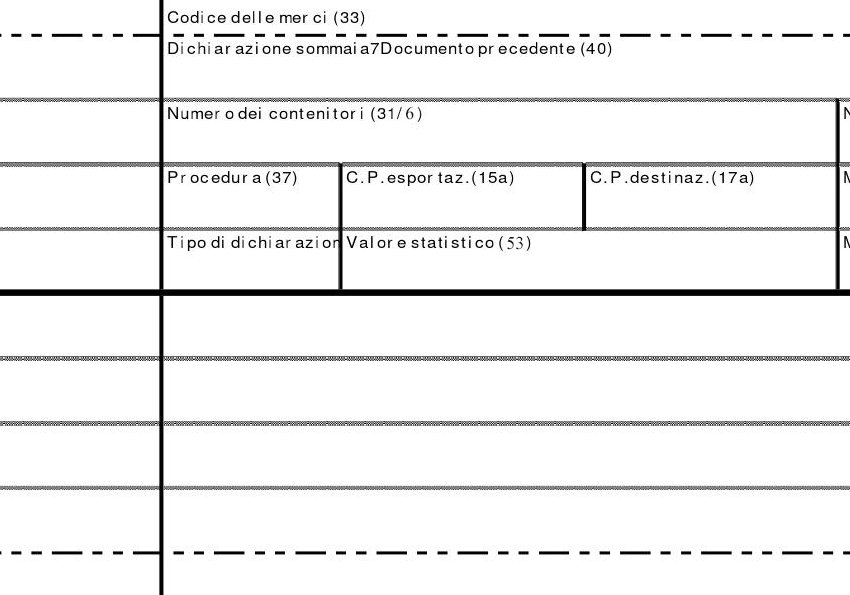 Codice delle merci (33)
Dichiarazione sommaia7Documento precedente (40)
Numero dei contenitori (31/6)
N
Procedura (37) C.P.esportaz.(15a) C.P.destinaz.(17a)
M
Tipo di dichiarazion Valore statistico (53)
M